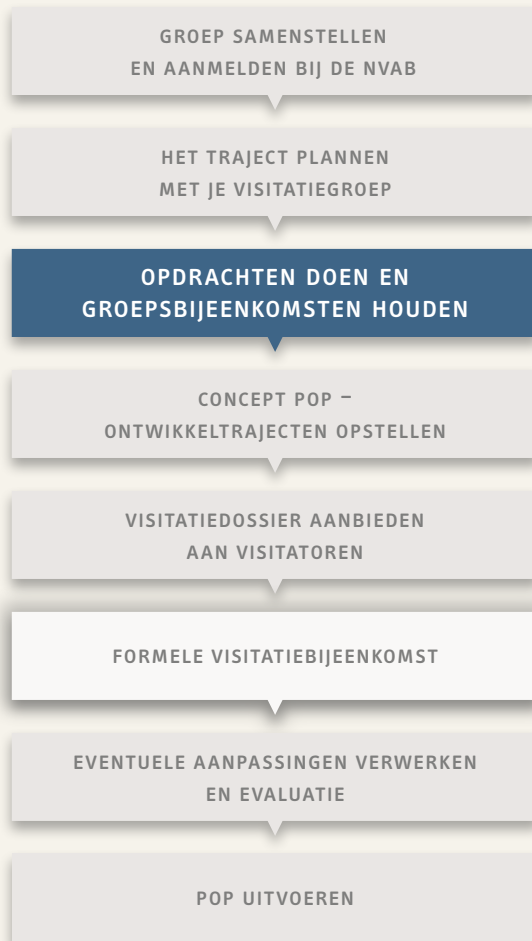 GROEP SAMENSTELLEN
EN AANMELDEN BIJ DE NVAB
HET TRAJECT PLANNEN
MET JE VISITATIEGROEP
OPDRACHTEN DOEN EN
GROEPSBIJEENKOMSTEN HOUDEN
CONCEPT POP –
ONTWIKKELTRAJECTEN OPSTELLEN
VISITATIEDOSSIER AANBIEDEN
AAN VISITATOREN
FORMELE VISITATIEBIJEENKOMST
EVENTUELE AANPASSINGEN VERWERKEN
EN EVALUATIE
POP UITVOEREN